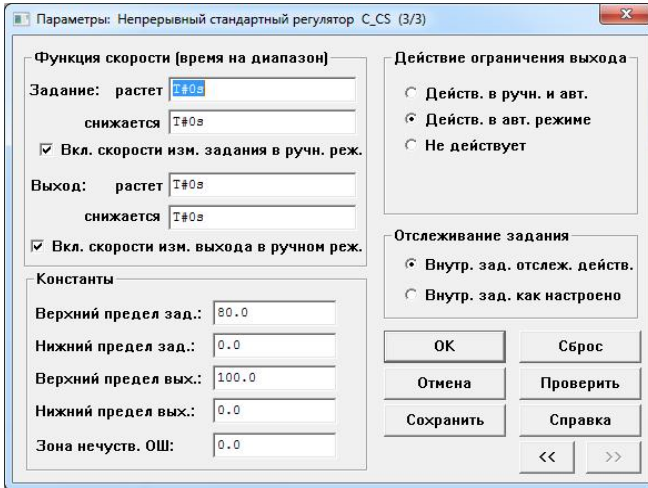 Параметры: Непрерывный стандартный регулятор C_CS (3/3)
Функция скорости (время на диапазон)
Задание: растет T#0s
снижается T#0s
Вкл. скорости изм. задания в ручн. реж.
Выход: растет T#0s
снижается T#0s
Вкл. скорости изм. выхода в ручном реж.
Константы
Верхний предел зад.: 80.0
Нижний предел зад.: 0.0
Верхний предел вых.: 100.0
Нижний предел вых.: 0.0
Зона нечуств. ОШ: 0.0
Действие ограничения выхода
Действ. в ручн. и авт.
Действ. в авт. режиме
Не действует
Отслеживание задания
Внутр. зад. отслеж. действ.
Внутр. зад. как настроено
OK Сброс
Отмена Проверить
Сохранить Справка
<< >>